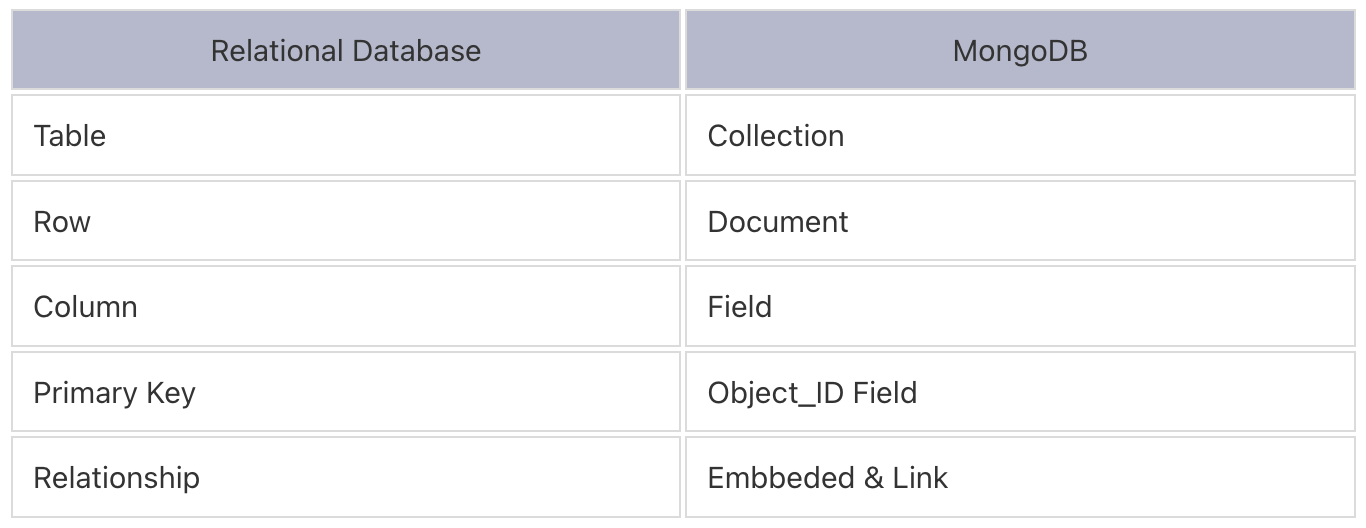 Relational Database MongoDB
Table Collection
Row Document
Column Field
Primary Key Object_ID Field
Relationship Embbeded & Link